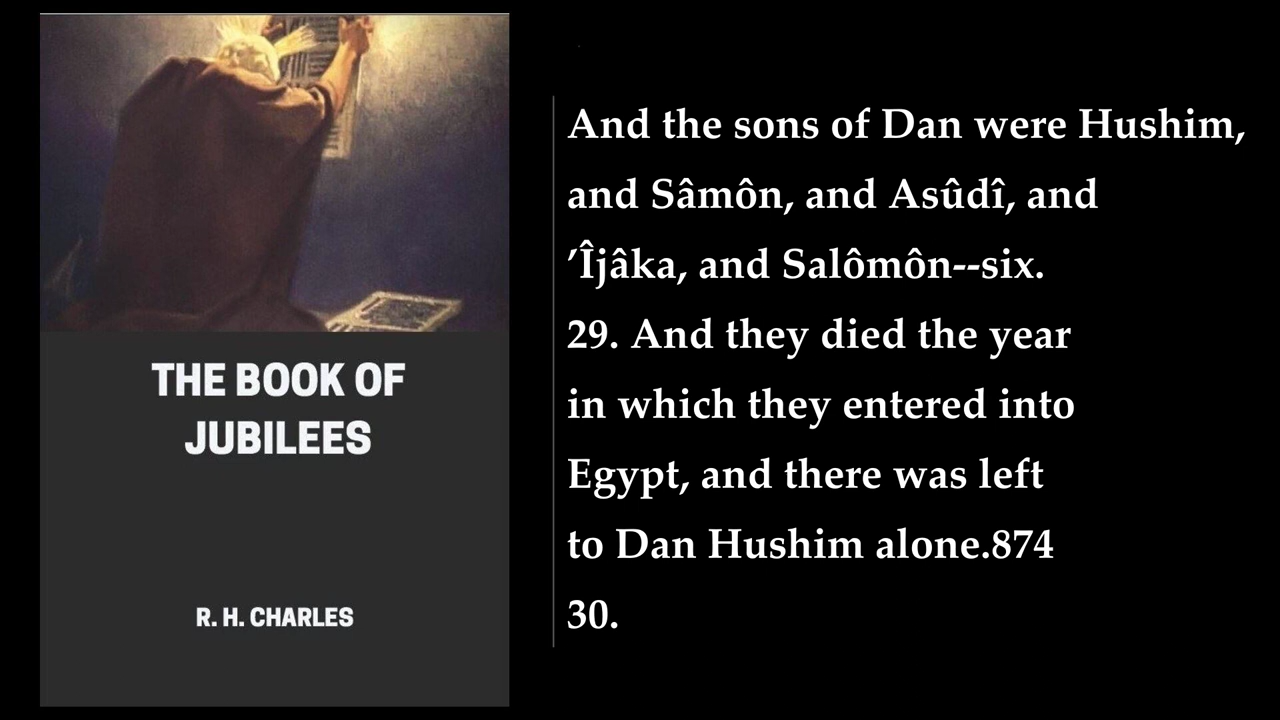 THE BOOK OF
JUBILEES
R. H. CHARLES
And the sons of Dan were Hushim,
and Sâmôn, and Asûdî, and
’Îjâka, and Salômôn--six.
29. And they died the year
in which they entered into
Egypt, and there was left
to Dan Hushim alone.874
30.